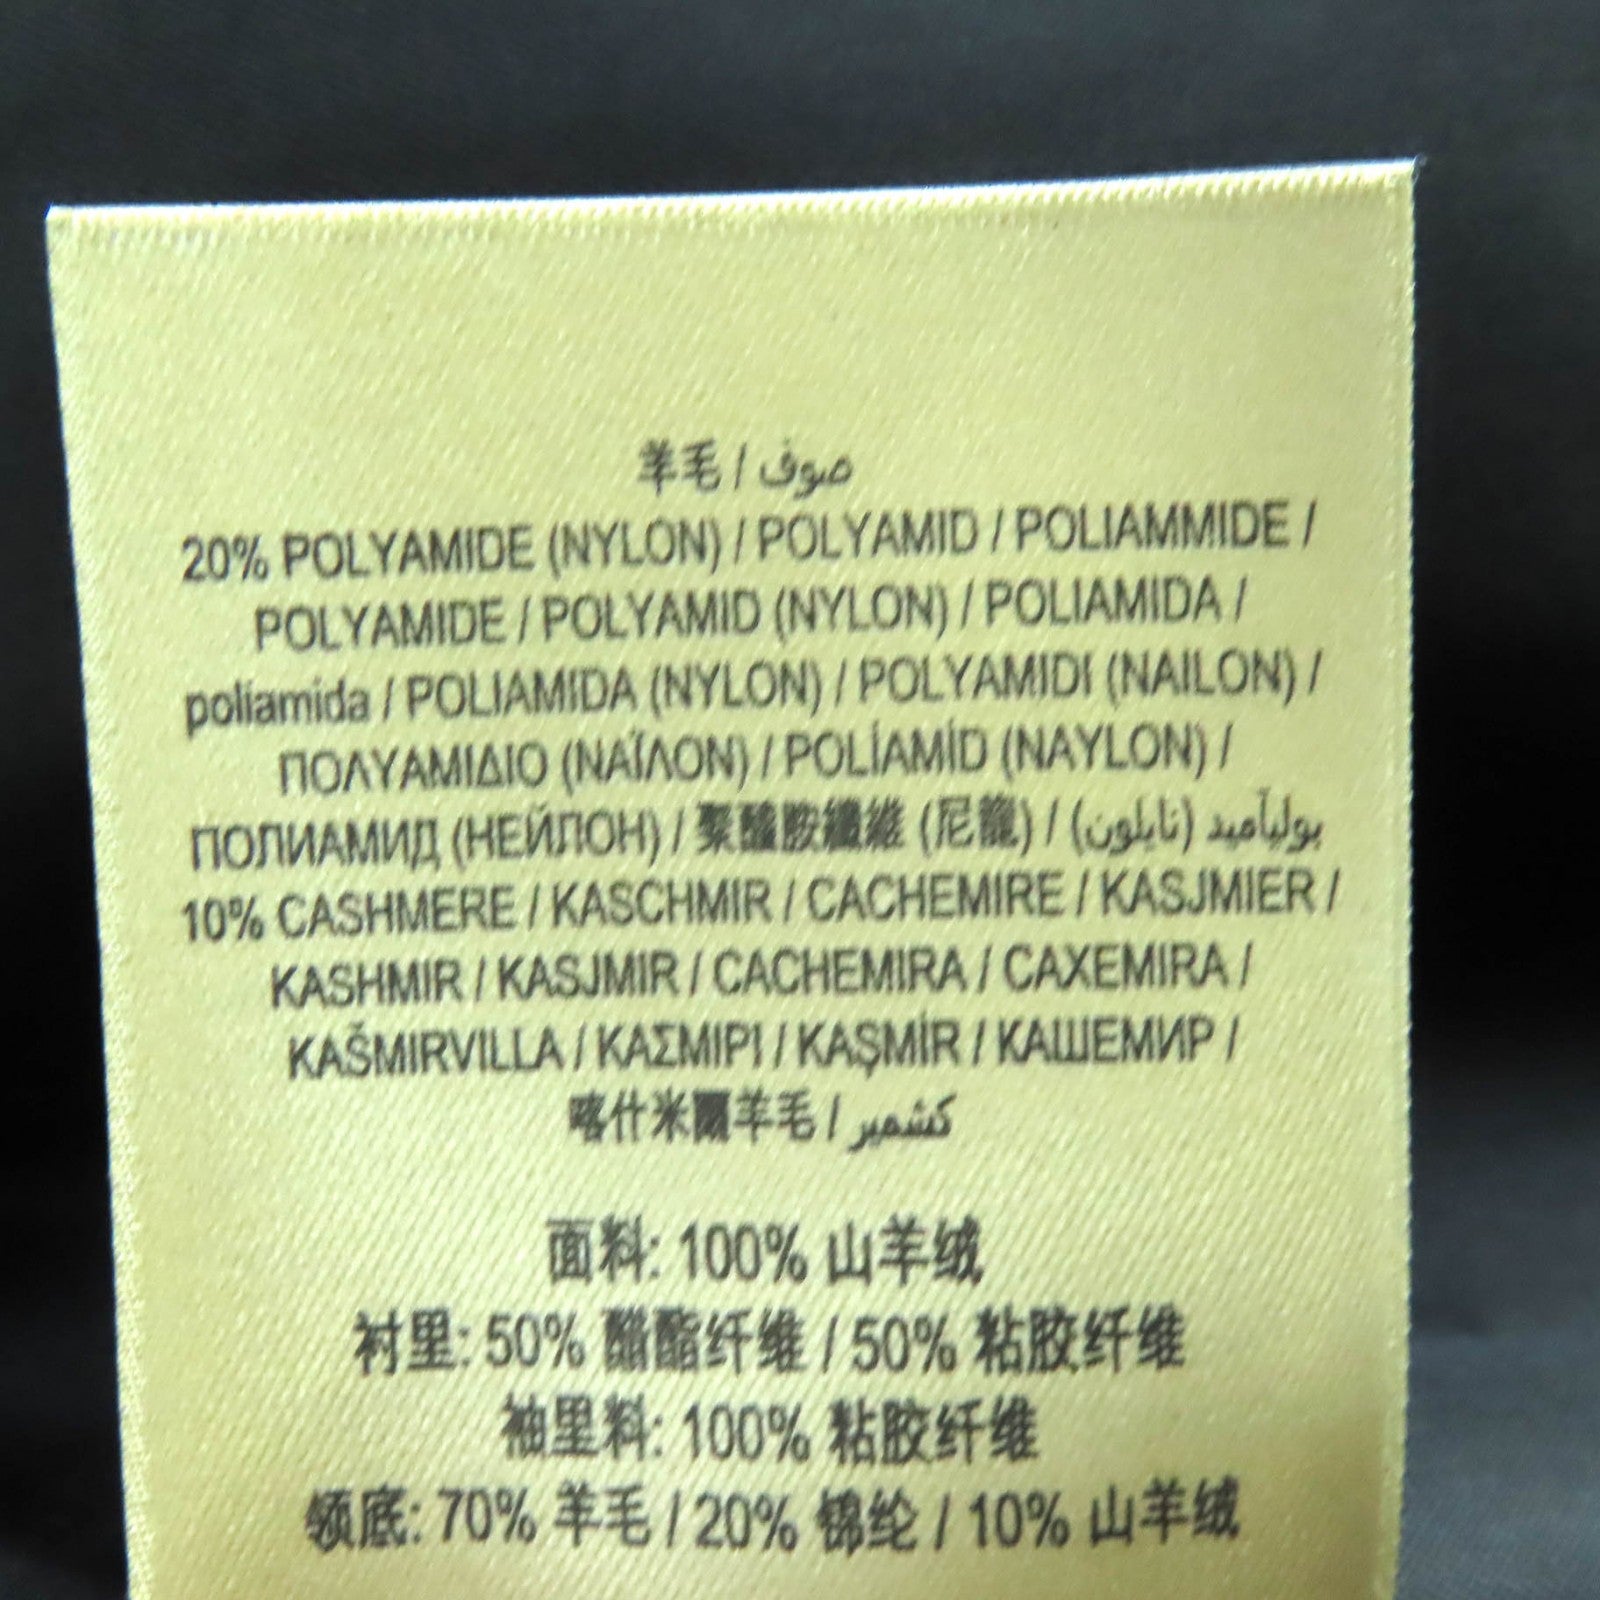 羊毛 / صوف
20% POLYAMIDE (NYLON) / POLYAMID / POLIAMMIDE /
POLYAMIDE / POLYAMID (NYLON) / POLIAMIDA /
poliamida / POLIAMIDA (NYLON) / POLYAMIDI (NAILON) /
ΠΟΛΥΑΜΙΔΙΟ (ΝΑΪΛΟΝ) / POLİAMİD (NAYLON) /
ПОЛИАМИД (НЕЙЛОН) / 聚醯胺纖維 (尼龍) / بوليآميد (نايلون)
10% CASHMERE / KASCHMIR / CACHEMIRE / KASJMIER /
KASHMIR / KASJMIR / CACHEMIRA / CAXEMIRA /
KAŠMIRVILLA / ΚΑΣΜΙΡΙ / KAŞMİR / КАШЕМИР /
喀什米爾羊毛 / كشمير
面料: 100% 山羊绒
衬里: 50% 醋酯纤维 / 50% 粘胶纤维
袖里料: 100% 粘胶纤维
领底: 70% 羊毛 / 20% 锦纶 / 10% 山羊绒